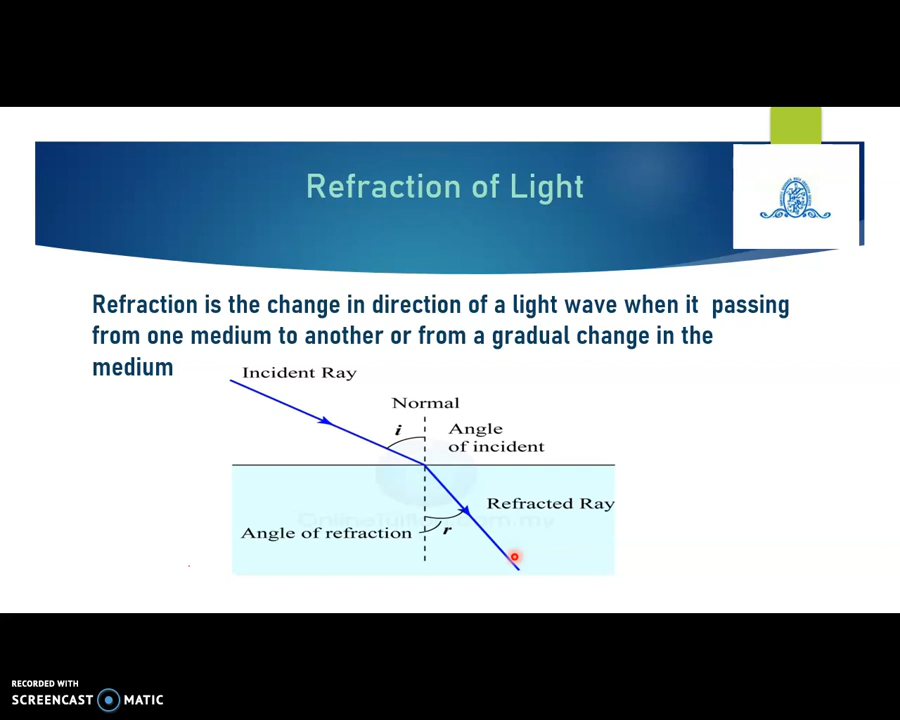 Refraction of Light
Refraction is the change in direction of a light wave when it passing
from one medium to another or from a gradual change in the
medium
Incident Ray
Normal
i
Angle
of incident
Refracted Ray
Angle of refraction
r
RECORDED WITH
SCREENCAST MATIC